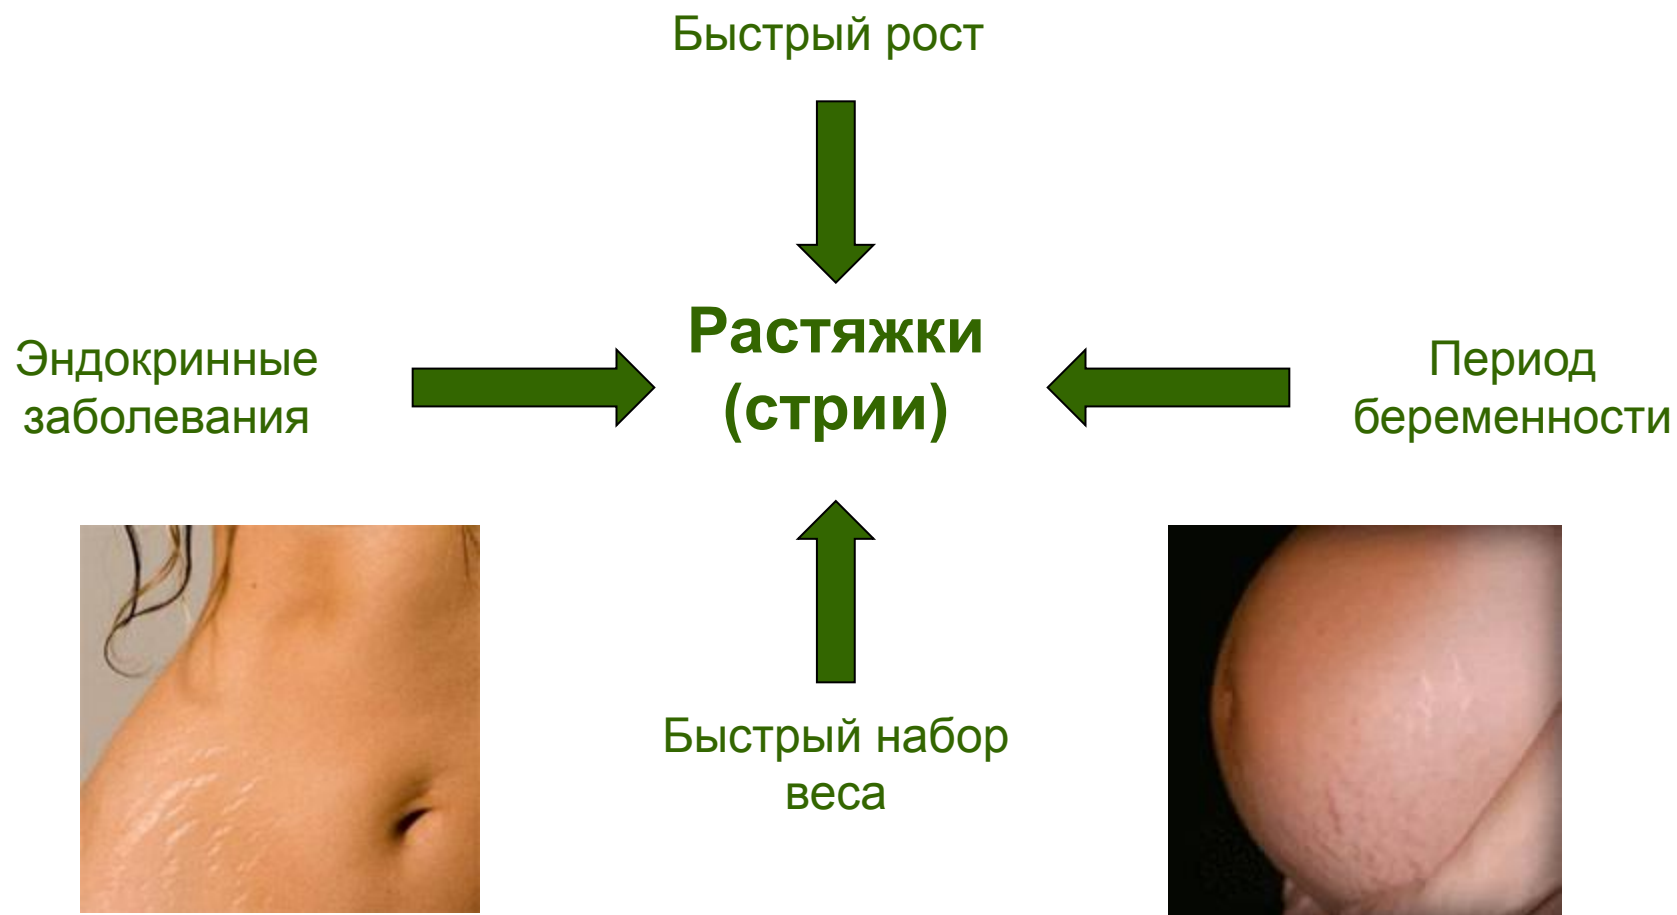 Быстрый рост
Растяжки
(стрии)
Эндокринные
заболевания
Период
беременности
Быстрый набор
веса